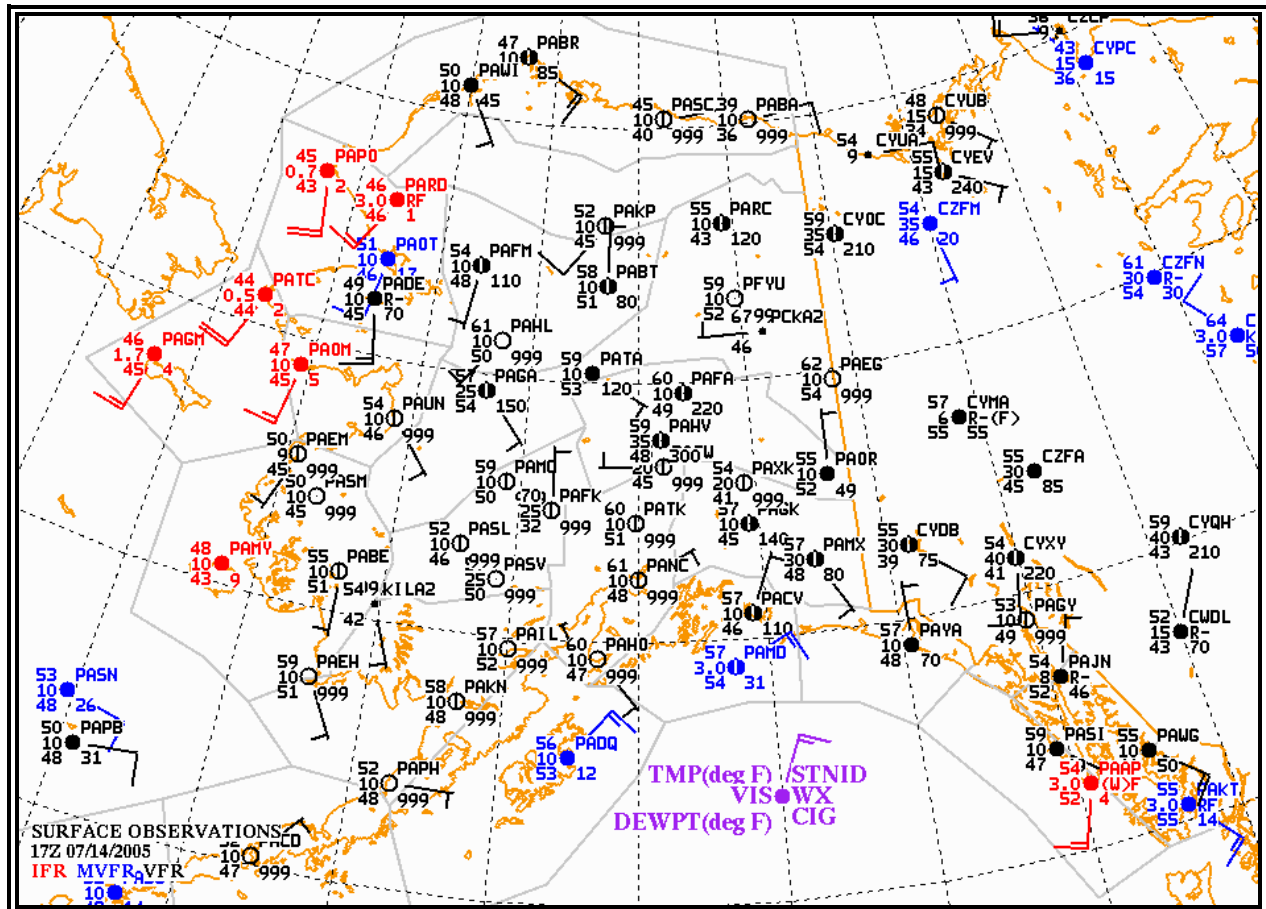 36 CZCP
9
47 PABR
10
85
43 CYPC
15
36 15
50 PAWI
10
48 45
45 PASC
10
40 999
39 PABA
10
36 999
48 CYUB
15
34 999
54 CYUA
9
55 CYEV
15
43 240
45 PAPO
0.7
43 2
46 PARD
3.0 RF
46 1
52 PAKP
10
45 999
55 PARC
10
43 120
59 CYOC
35
54 210
54 CZFM
35
46 20
51 PAOT
10
46 17
54 PAFM
10
48 110
58 PABT
10
51 80
61 CZFN
30 R-
54 30
44 PATC
0.5
44 2
49 PADE
10 R-
45 70
59 PFYU
10
52
67 99 PCKA2
46
64 C
57
46 PAGM
1.7
45 4
47 PAOM
10
45 5
61 PAHL
10
50 999
59 PATA
10
53 120
62 PAEG
10
54 999
PAGA
25
54 150
60 PAFA
10
49 220
54 PAUN
10
46 999
57 CYMA
6 R-(F)
55 55
59 PAHV
35
48 300
45 999
50 PAEM
9
45 999
59 PAMC
10
50
54 PAXK
20
41 999
55 PAOR
10
52 49
55 CZFA
30
45 85
50 PASM
10
45 999
70 PAFK
25
32 999
60 PATK
10
51 999
57 PAGK
10
45 140
52 PASL
10
46 999
55 CYDB
30
39 75
54 CYXY
40
41 220
59 CYQH
40
43 210
48 PAMY
10
43 9
55 PABE
10
51
PASV
25
50 999
61 PANC
10
48 999
57 PAMX
30
48 80
54 49 KILA2
42
57 PACV
10
46 110
53 PAGY
10
49 999
52 CWDL
15 R-
43 70
57 PAIL
10
52 999
60 PAHO
10
47 999
57 PAMD
3.0
54 31
57 PAYA
10
48 70
59 PAEH
10
51 999
54 PAJN
8 R-
52 46
53 PASN
10
48 26
58 PAKN
10
48 999
50 PAPB
10
48 31
56 PADQ
10
53 12
59 PASI
10
47
55 PAWG
10
50
52 PAPH
10
48 999
54 PAAP
3.0 (W)F
52 4
55 PAKT
3.0 RF
55 14
TMP(deg F) STNID
VIS WX
DEWPT(deg F) CIG
SURFACE OBSERVATIONS
17Z 07/14/2005
IFR MVFR VFR
52 PACD
10
47 999
10